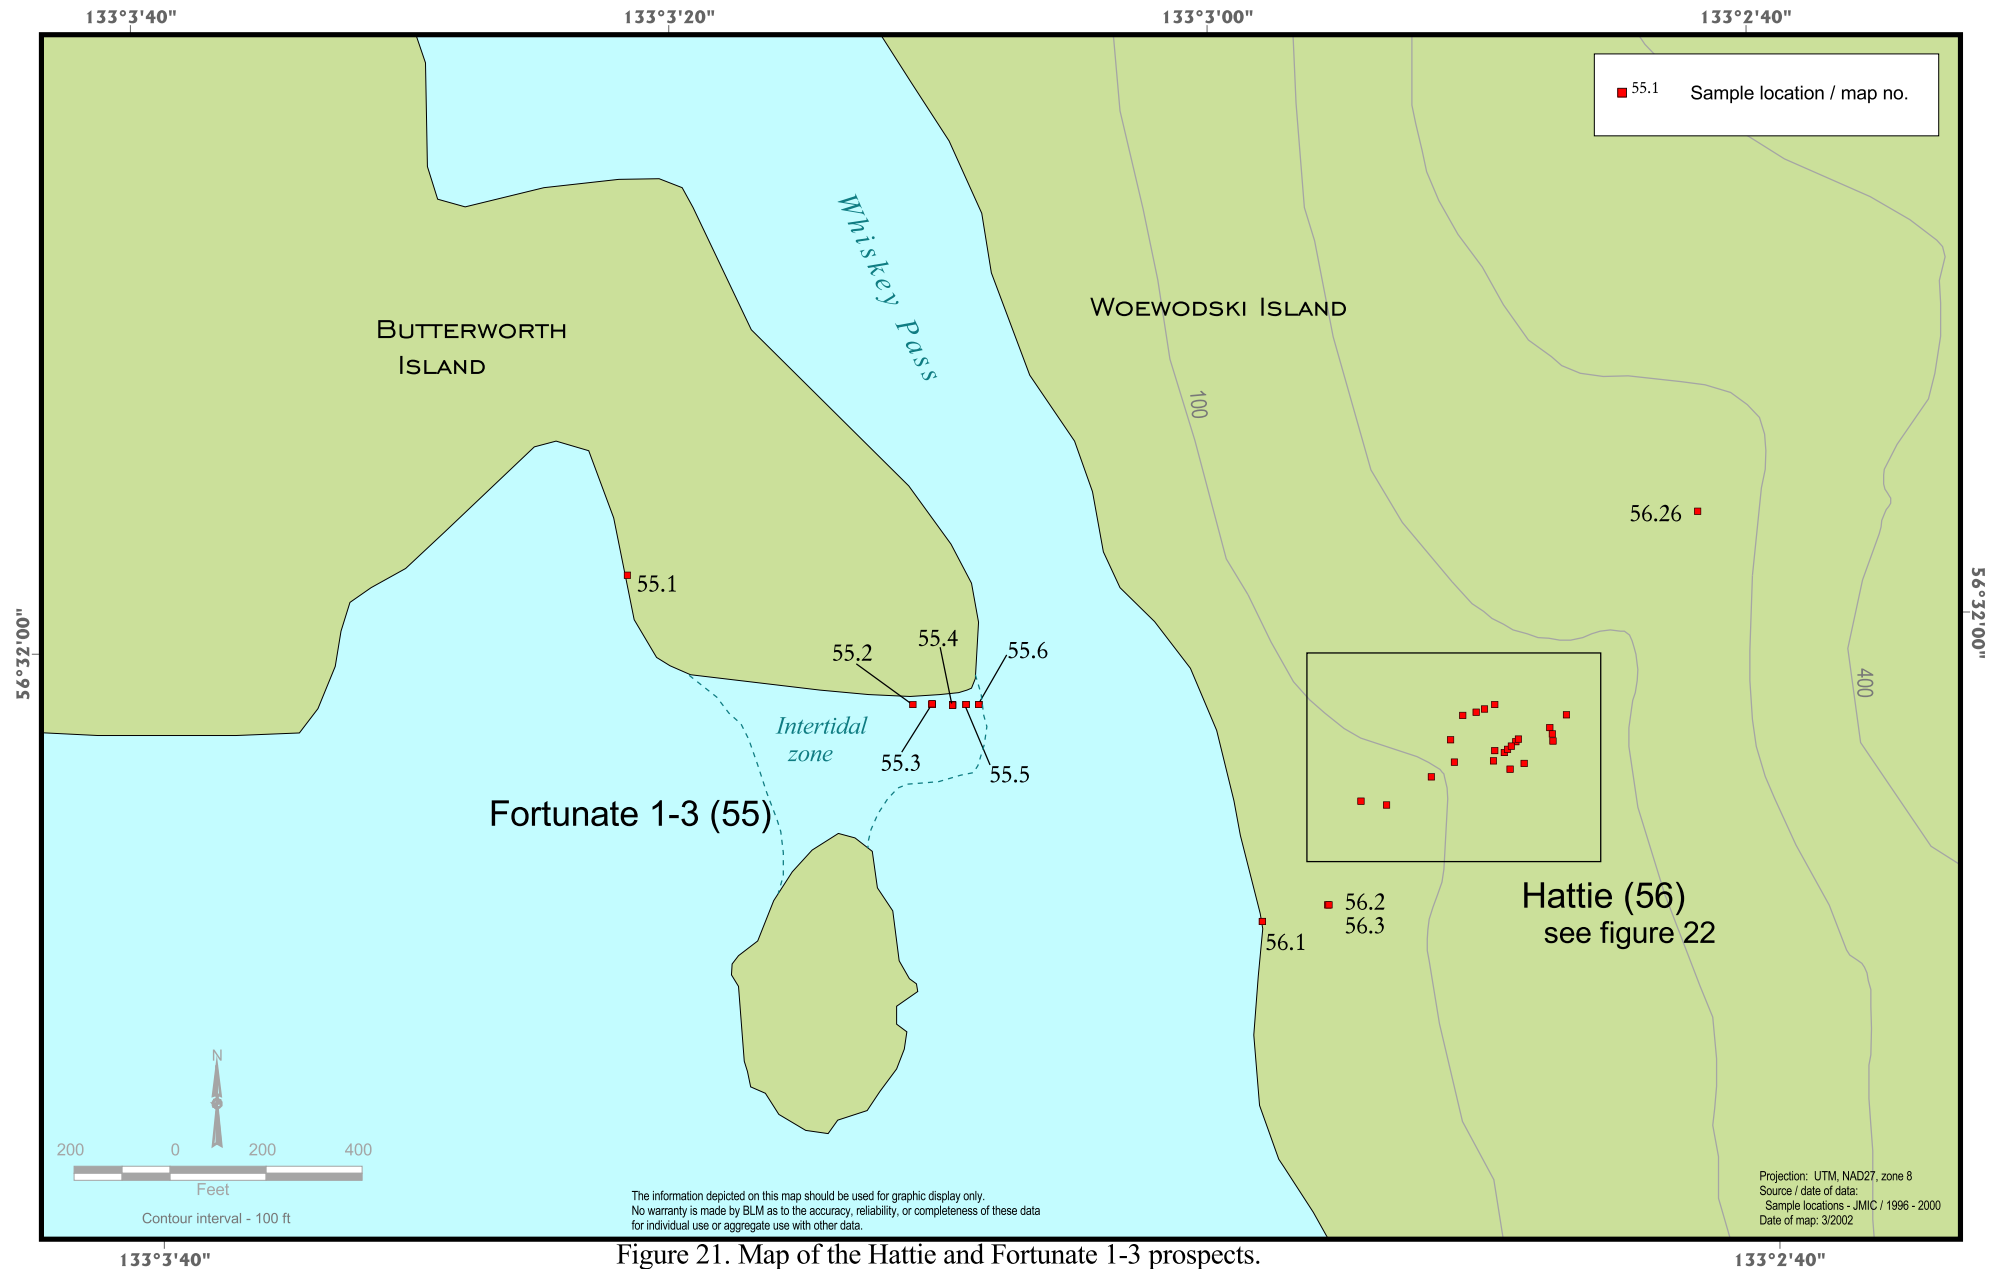 133°3'40"
133°3'20"
133°3'00"
133°2'40"
55.1
Sample location / map no.
Whiskey Pass
WOEWODSKI ISLAND
BUTTERWORTH
ISLAND
100
56.26
55.1
56°32'00"
56°32'00"
55.4
55.2
55.6
400
Intertidal
zone
55.3
55.5
Fortunate 1-3 (55)
Hattie (56)
see figure 22
56.2
56.3
56.1
N
200 0 200 400
Feet
Contour interval - 100 ft
The information depicted on this map should be used for graphic display only.
No warranty is made by BLM as to the accuracy, reliability, or completeness of these data
for individual use or aggregate use with other data.
Projection: UTM, NAD27, zone 8
Source / date of data:
Sample locations - JMIC / 1996 - 2000
Date of map: 3/2002
133°3'40"
133°2'40"
Figure 21. Map of the Hattie and Fortunate 1-3 prospects.